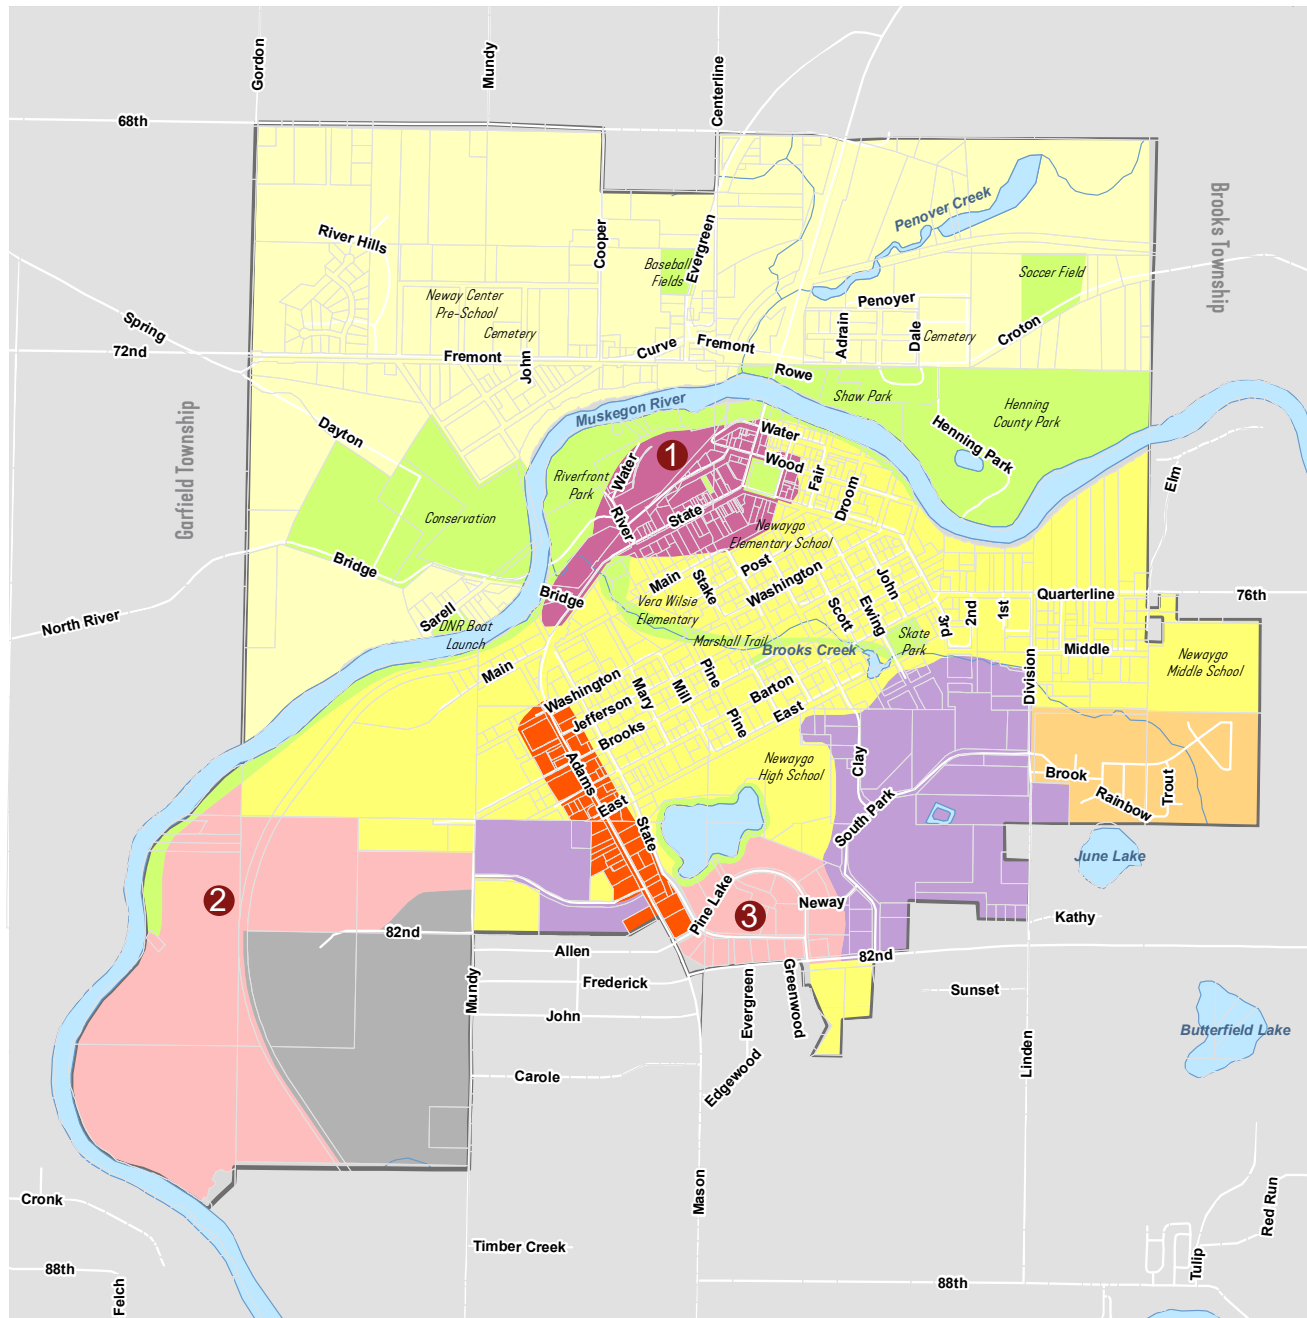 Gordon
Mundy
Centerline
68th
Brooks Township
Penover Creek
River Hills
Cooper
Evergreen
Baseball
Fields
Soccer Field
Neway Center
Pre-School
Cemetery
Penoyer
Adrain
Dale
Cemetery
Croton
Spring
72nd
Fremont
John
Curve
Fremont
Rowe
Garfield Township
Muskegon River
Shaw Park
Henning
County Park
Henning Park
Dayton
Water
1
Wood
Fair
Droom
Elm
Water
Riverfront
Park
River
State
Conservation
Newaygo
Elementary School
Bridge
Main
Stake
Post
Washington
John
Ewing
Scott
Quarterline
76th
3rd
2nd
1st
North River
Sarell
DNR Boat
Launch
Bridge
Vera Wilsie
Elementary
Marshall Trail
Brooks Creek
Skate
Park
Middle
Newaygo
Middle School
Main
Washington
Jefferson
Brooks
Mary
Mill
Pine
Barton
East
Pine
Division
Adams
East
State
Newaygo
High School
Clay
South Park
Brook
Rainbow
Trout
June Lake
2
Pine Lake
3
Neway
Kathy
82nd
Allen
82nd
Mundy
Frederick
John
Evergreen
Greenwood
Sunset
Linden
Butterfield Lake
Carole
Edgewood
Mason
Cronk
Timber Creek
88th
Felch
88th
Tulip
Red Run